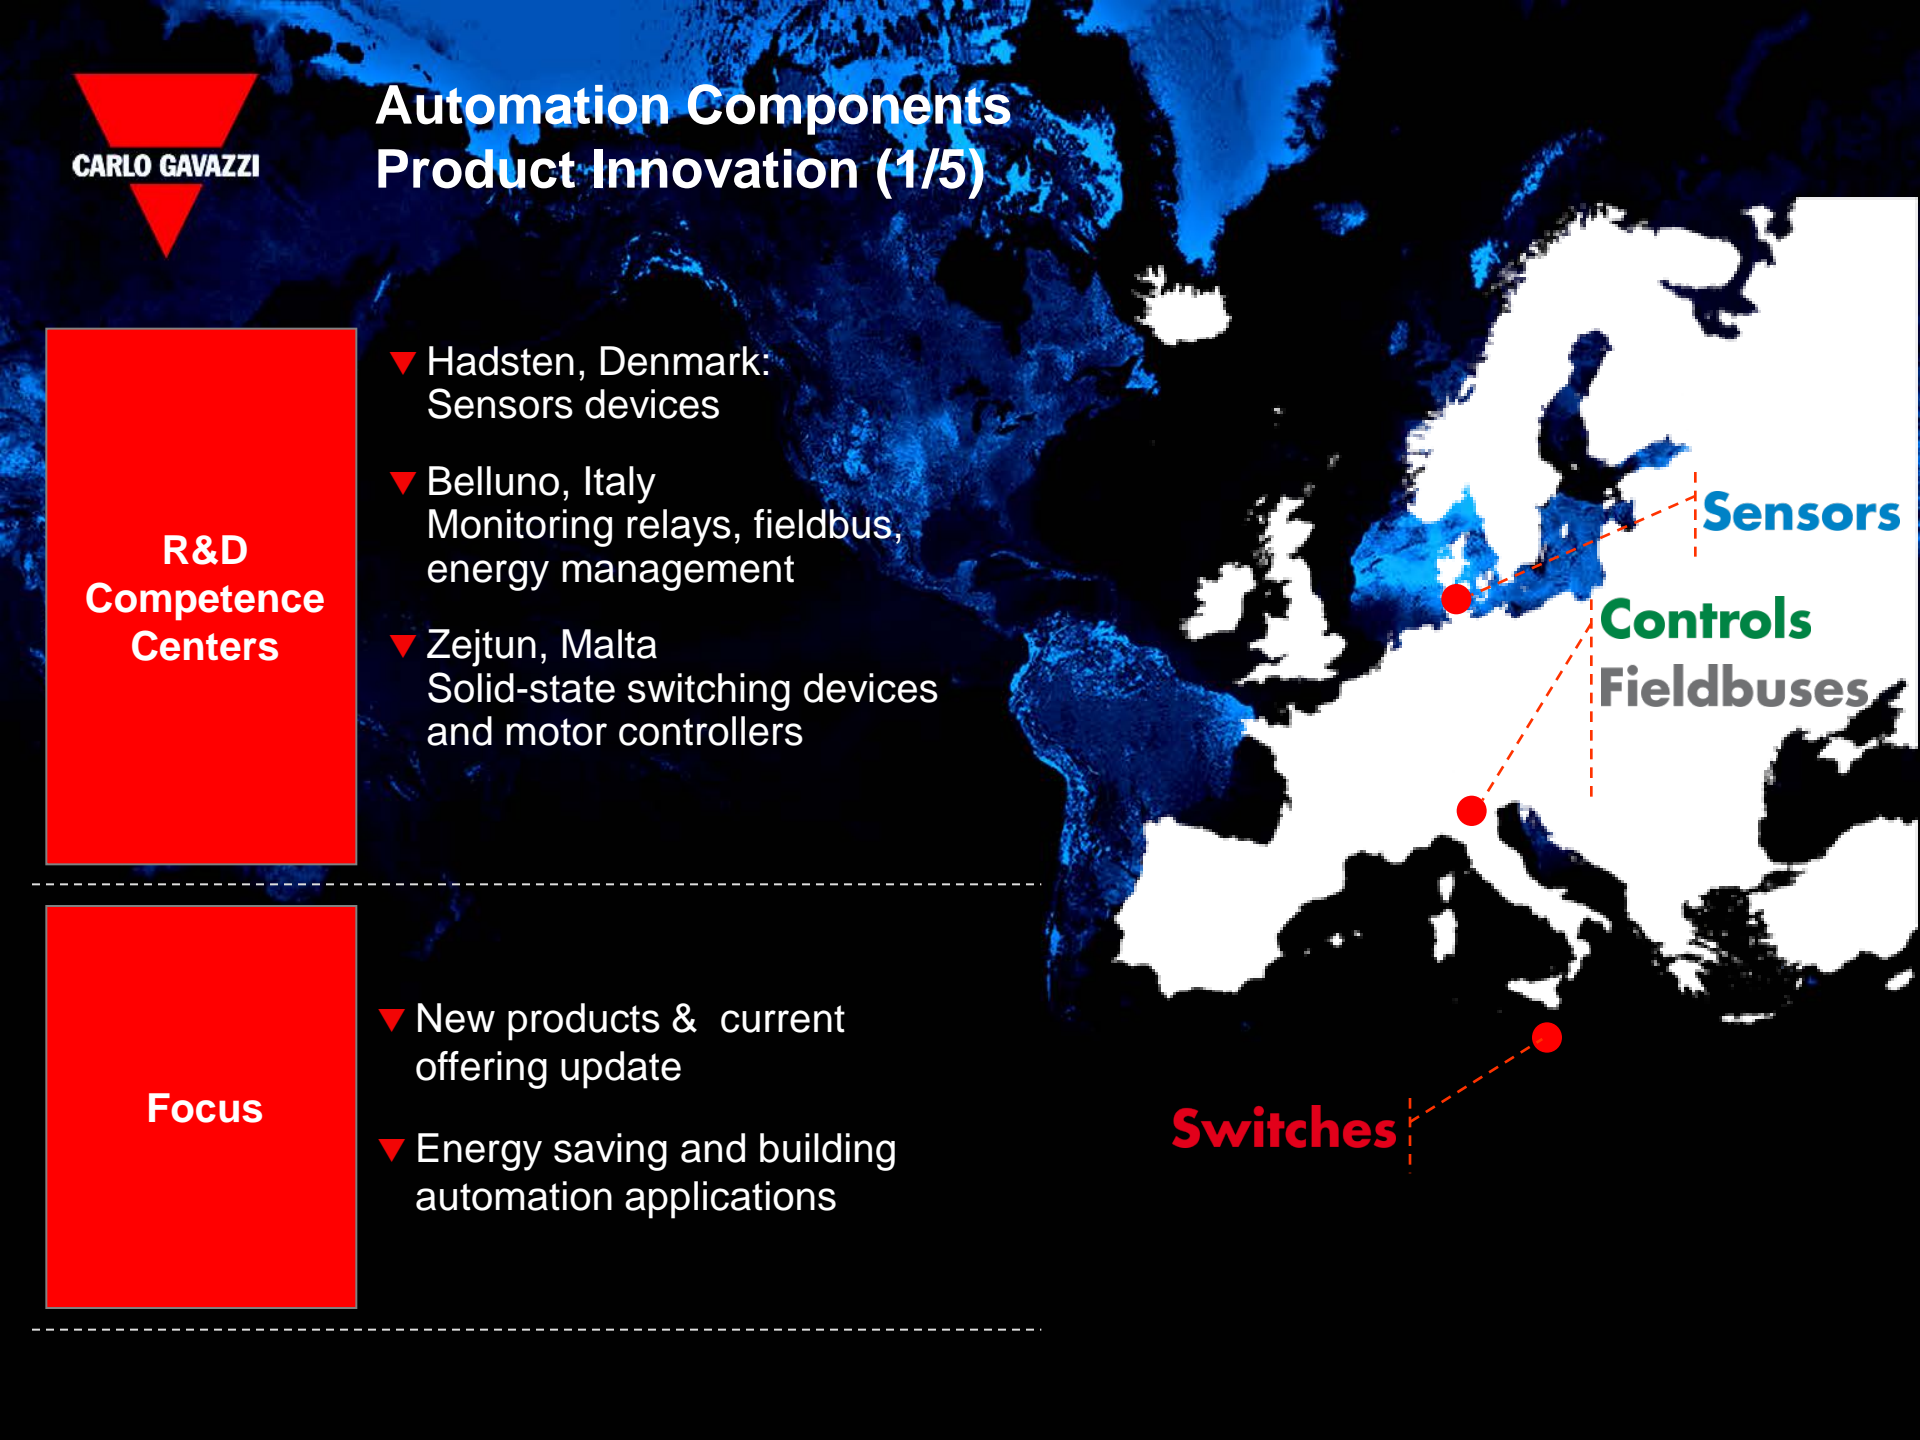 CARLO GAVAZZI
Automation Components
Product Innovation (1/5)
R&D
Competence
Centers
Hadsten, Denmark:
Sensors devices
Belluno, Italy
Monitoring relays, fieldbus,
energy management
Zejtun, Malta
Solid-state switching devices
and motor controllers
Sensors
Controls
Fieldbuses
Switches
Focus
New products &  current
offering update
Energy saving and building
automation applications